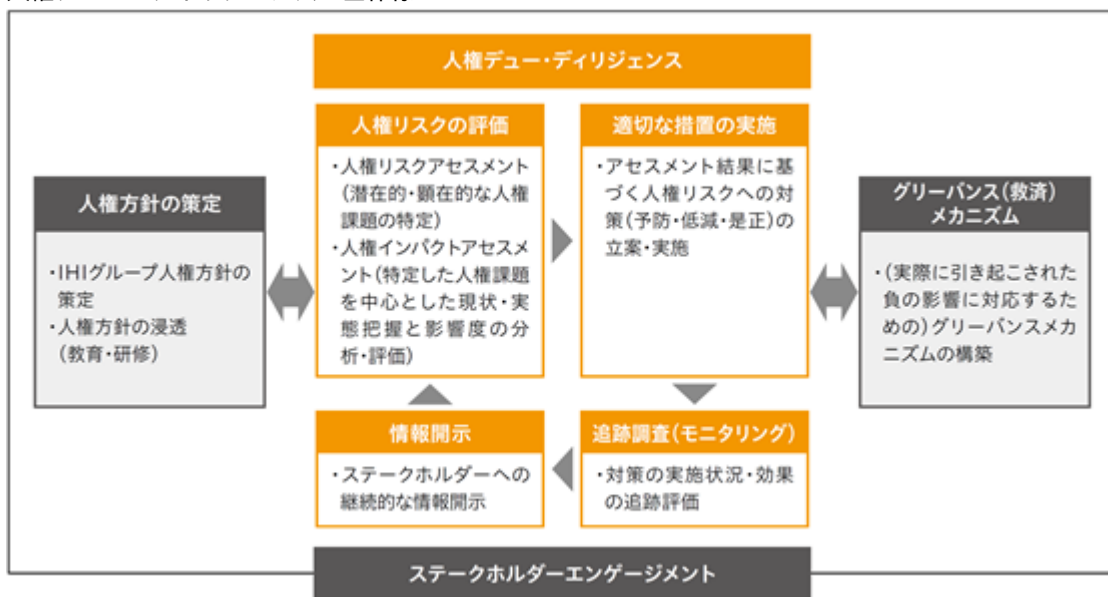 人権デュー・ディリジェンス
人権方針の策定
・IHIグループ人権方針の
策定
・人権方針の浸透
(教育・研修)
人権リスクの評価
・人権リスクアセスメント
(潜在的・顕在的な人権
課題の特定)
・人権インパクトアセスメ
ント(特定した人権課題
を中心とした現状・実
態把握と影響度の分
析・評価)
適切な措置の実施
・アセスメント結果に基
づく人権リスクへの対
策(予防・低減・是正)の
立案・実施
グリーバンス(救済)
メカニズム
・(実際に引き起こされた
負の影響に対応するた
めの)グリーバンスメカ
ニズムの構築
情報開示
・ステークホルダーへの
継続的な情報開示
追跡調査(モニタリング)
・対策の実施状況・効果
の追跡評価
ステークホルダーエンゲージメント